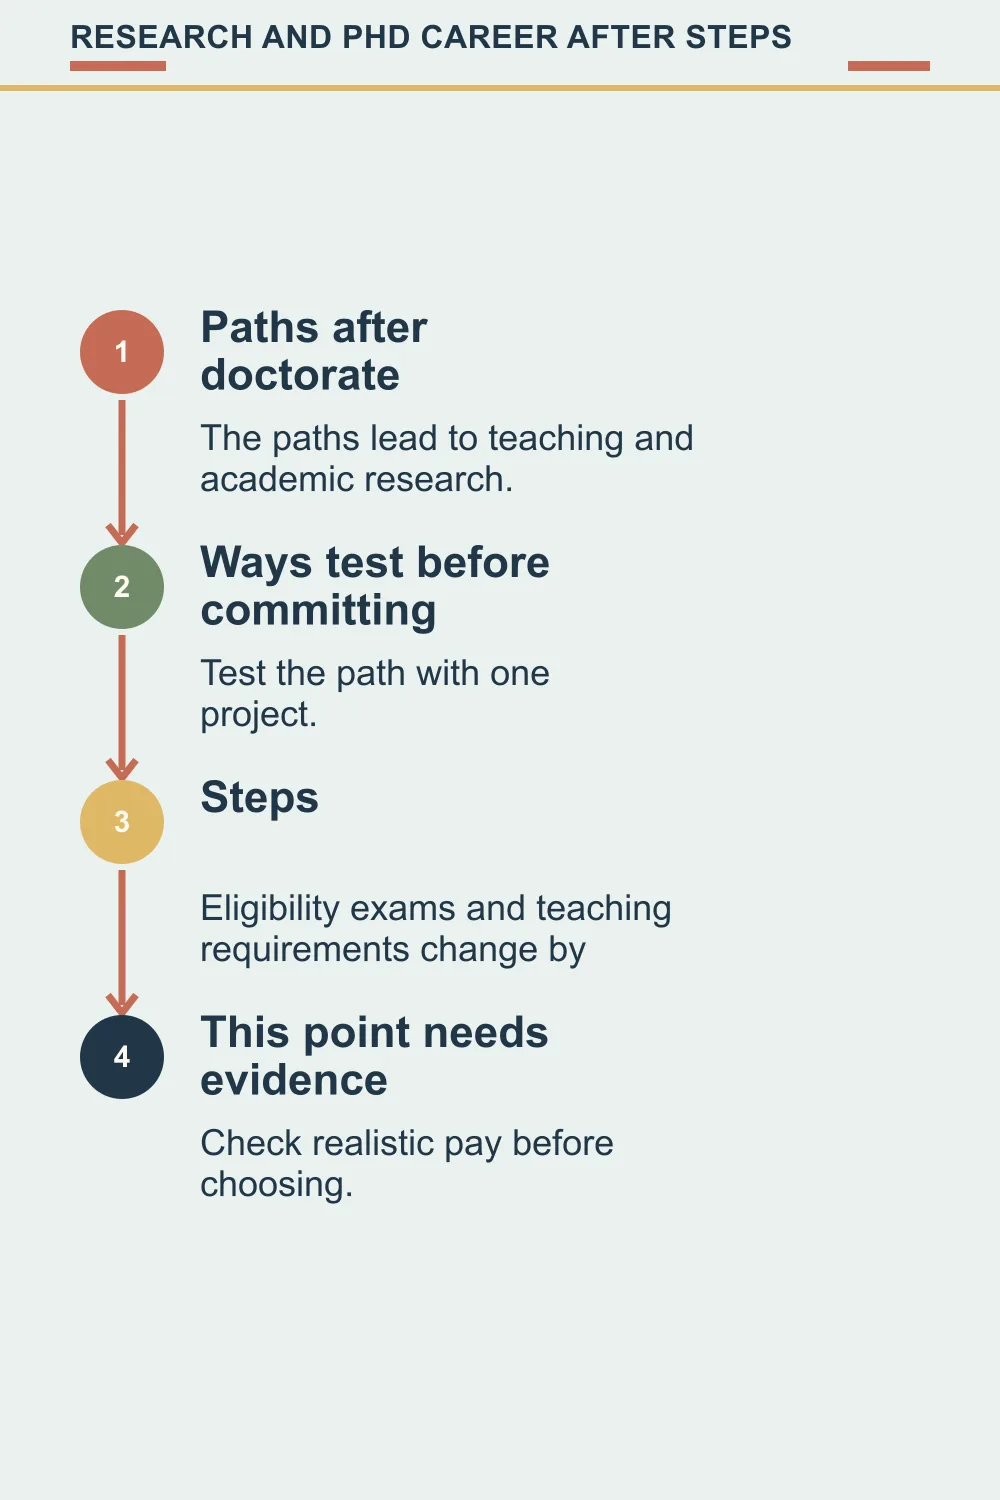 RESEARCH AND PHD CAREER AFTER STEPS
1
Paths after
doctorate
The paths lead to teaching and
academic research.
2
Ways test before
committing
Test the path with one
project.
3
Steps
Eligibility exams and teaching
requirements change by
4
This point needs
evidence
Check realistic pay before
choosing.